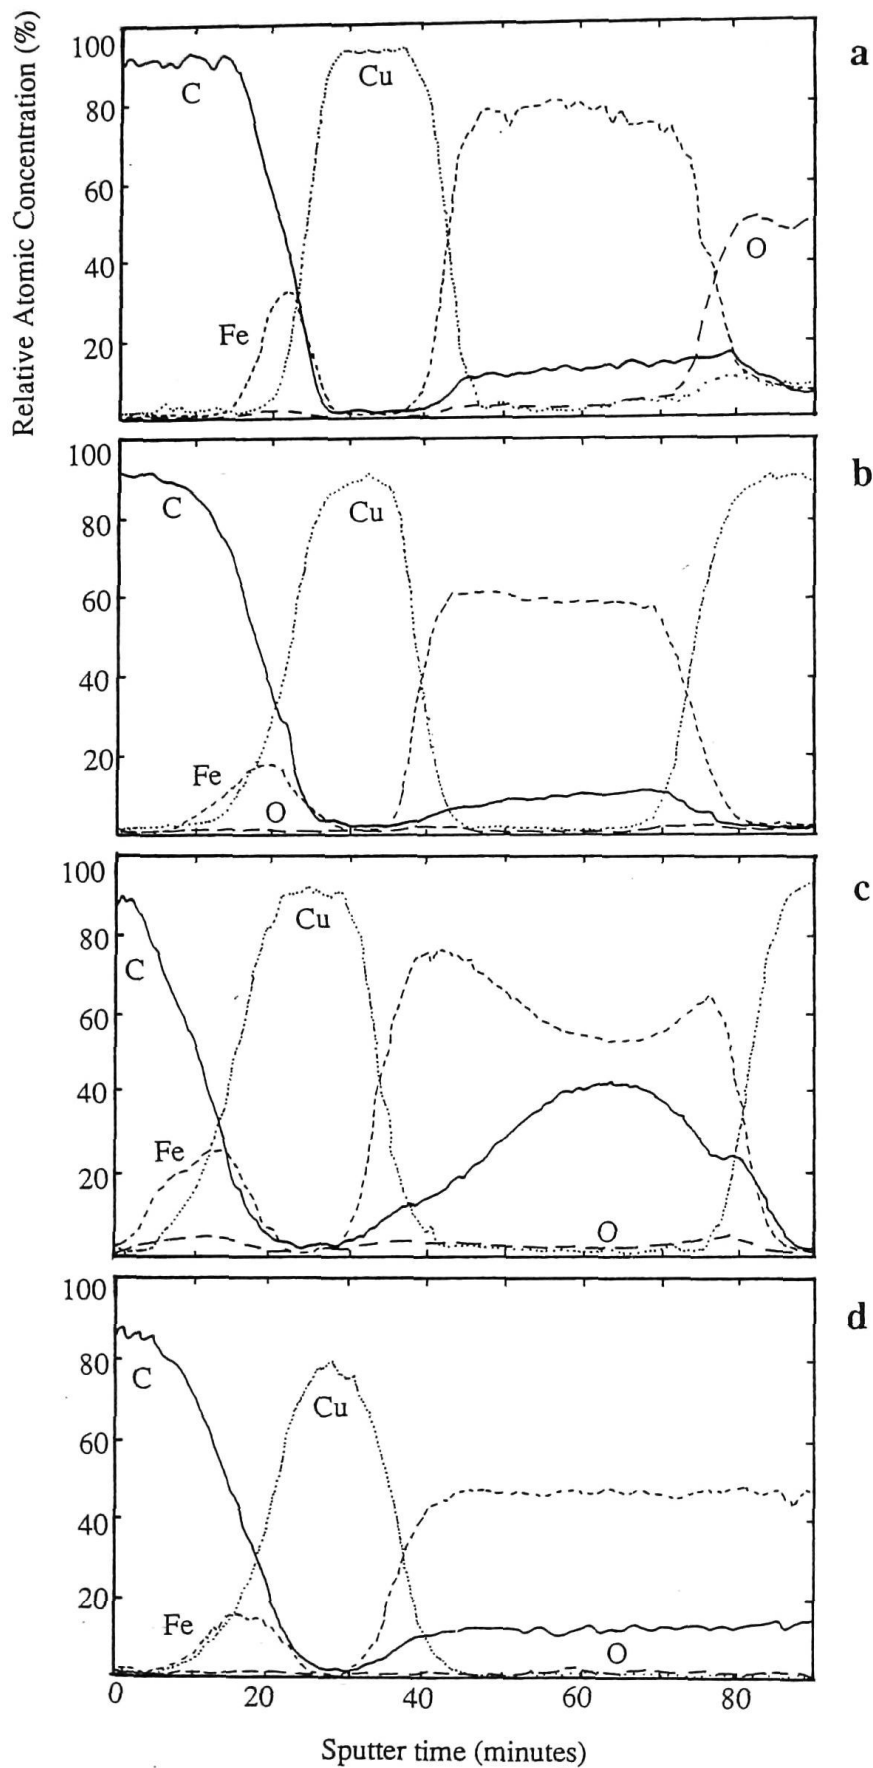 Relative Atomic Concentration (%)
100
80
60
40
20
C
Cu
Fe
O
a
100
80
60
40
20
C
Cu
Fe
O
b
100
80
60
40
20
C
Cu
Fe
O
c
100
80
60
40
20
C
Cu
Fe
O
d
0 20 40 60 80
Sputter time (minutes)